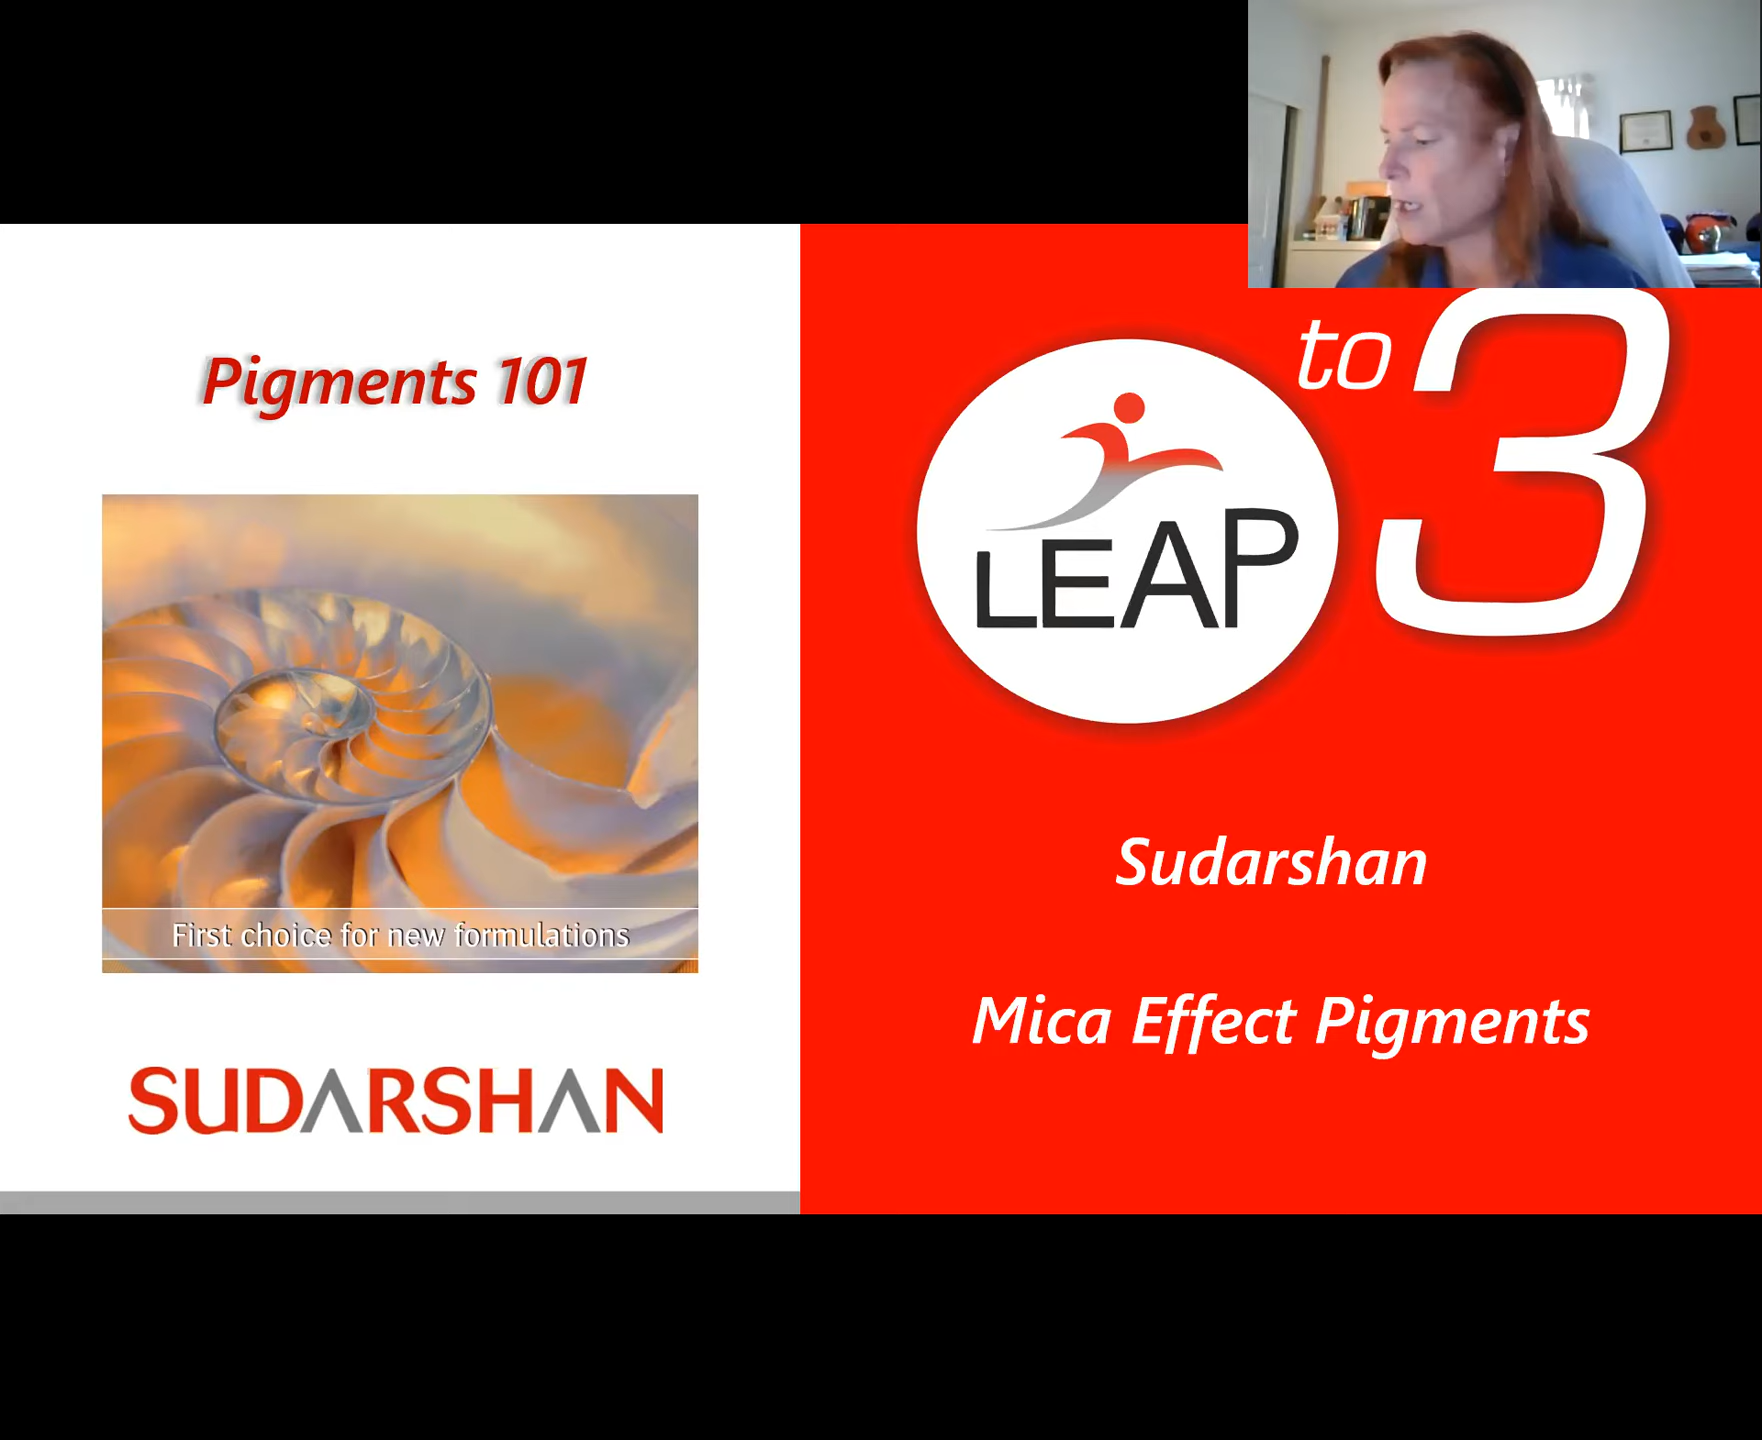 Pigments 101
First choice for new formulations
SUDARSHAN
to 3
LEAP
Sudarshan
Mica Effect Pigments